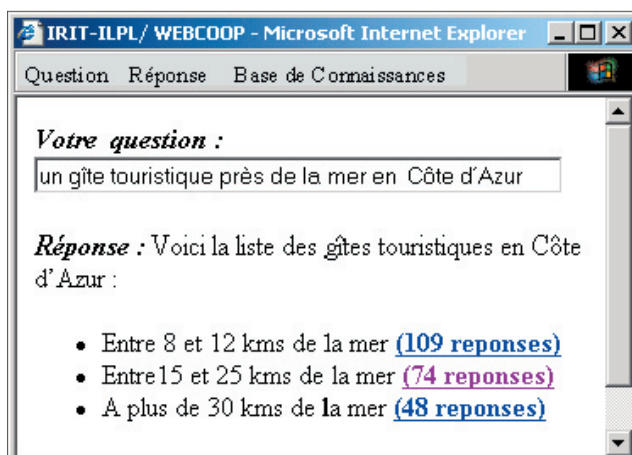 IRIT-ILPL/ WEBCOOP - Microsoft Internet Explorer
Question Réponse Base de Connaissances
Votre question :
un gîte touristique près de la mer en Côte d'Azur
Réponse : Voici la liste des gîtes touristiques en Côte
d'Azur :
• Entre 8 et 12 kms de la mer (109 reponses)
• Entre15 et 25 kms de la mer (74 reponses)
• A plus de 30 kms de la mer (48 reponses)